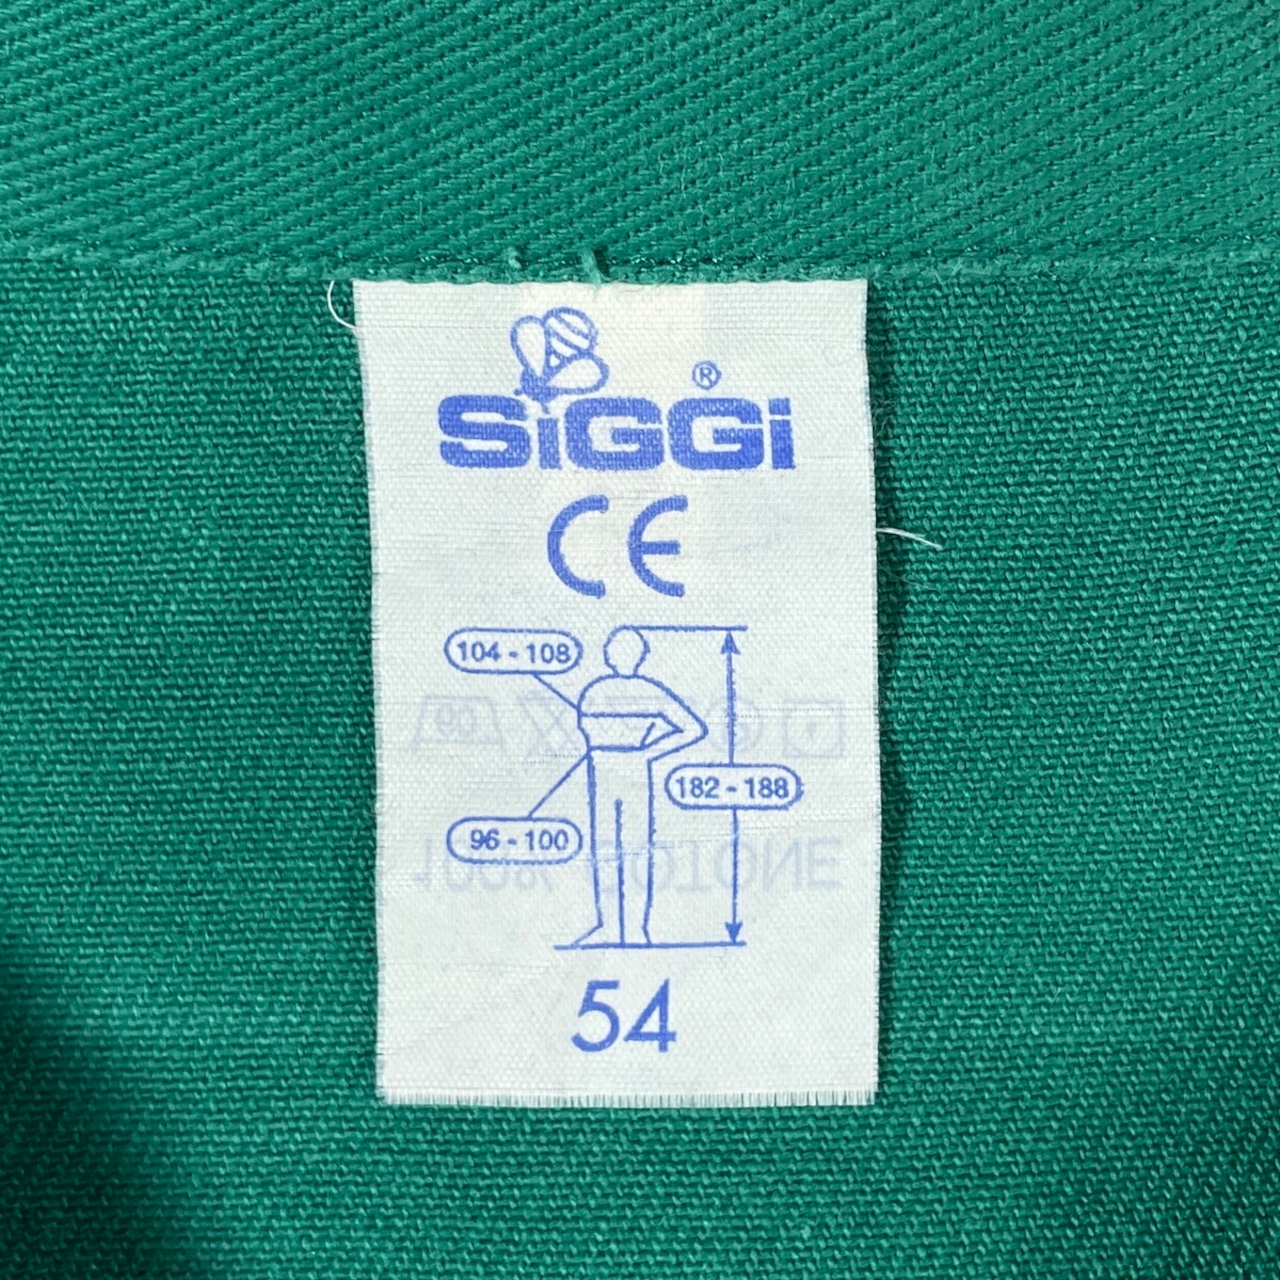 SiGGi ®
CE
104 - 108
182 - 188
96 - 100
100% COTONE
54